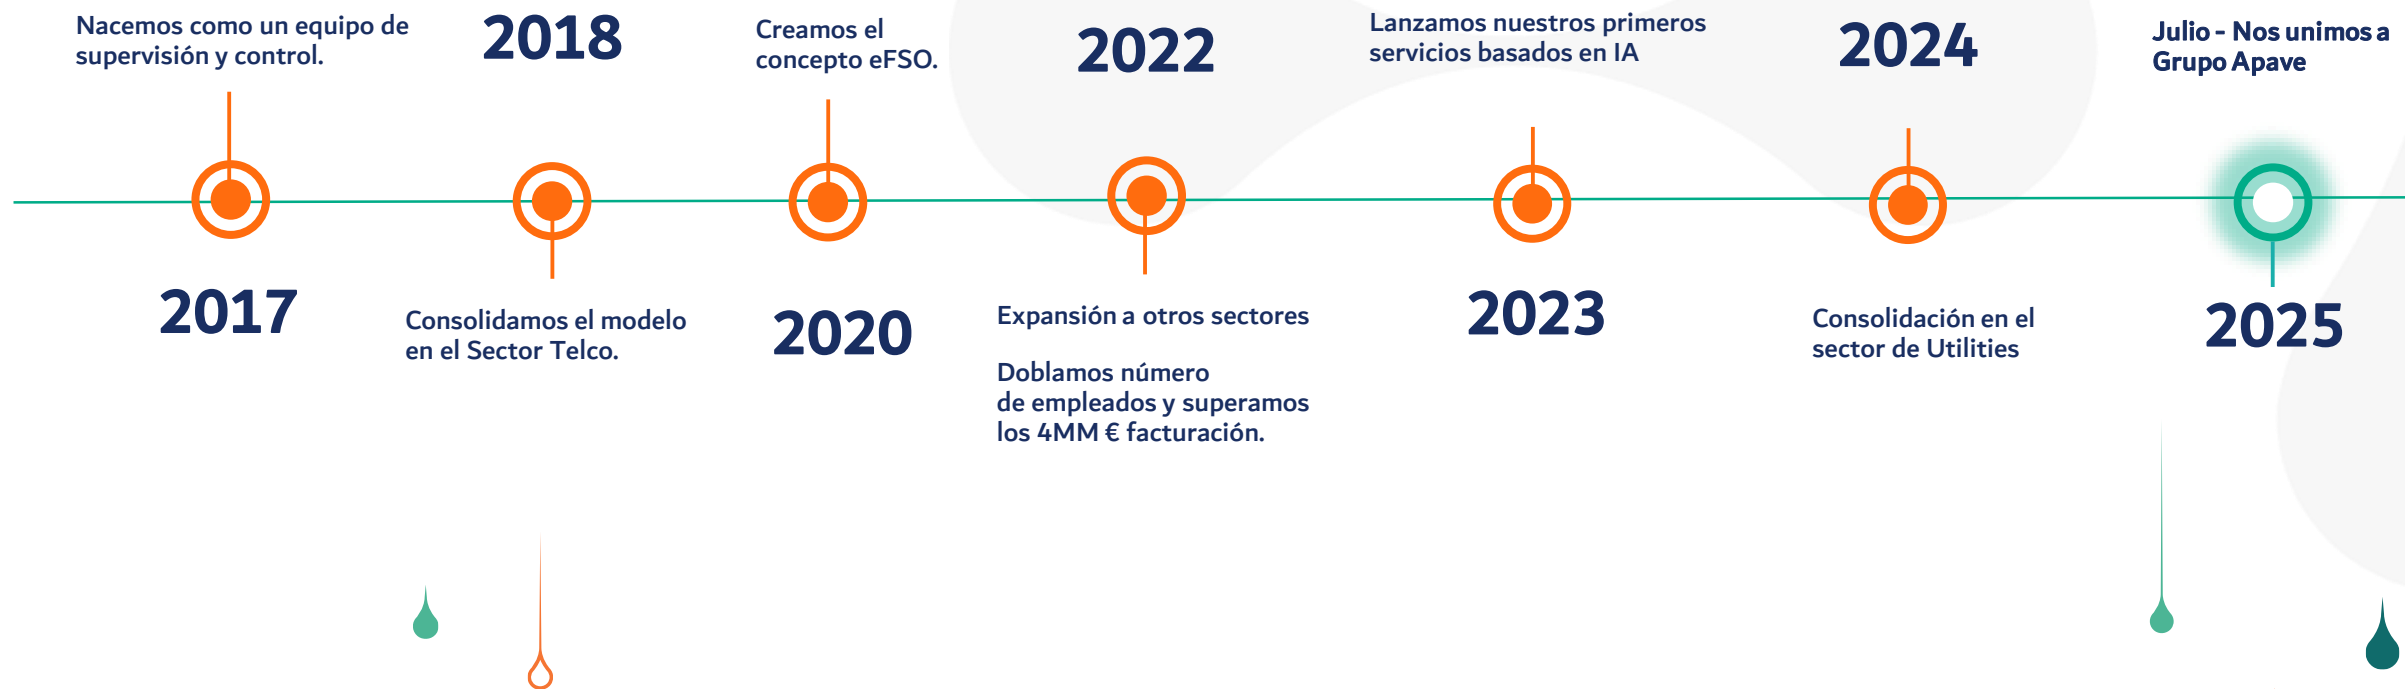 Nacemos como un equipo de
supervisión y control.
2017
2018
Consolidamos el modelo
en el Sector Telco.
Creamos el
concepto eFSO.
2020
2022
Expansión a otros sectores
Doblamos número
de empleados y superamos
los 4MM € facturación.
Lanzamos nuestros primeros
servicios basados en IA
2023
2024
Consolidación en el
sector de Utilities
Julio - Nos unimos a
Grupo Apave
2025